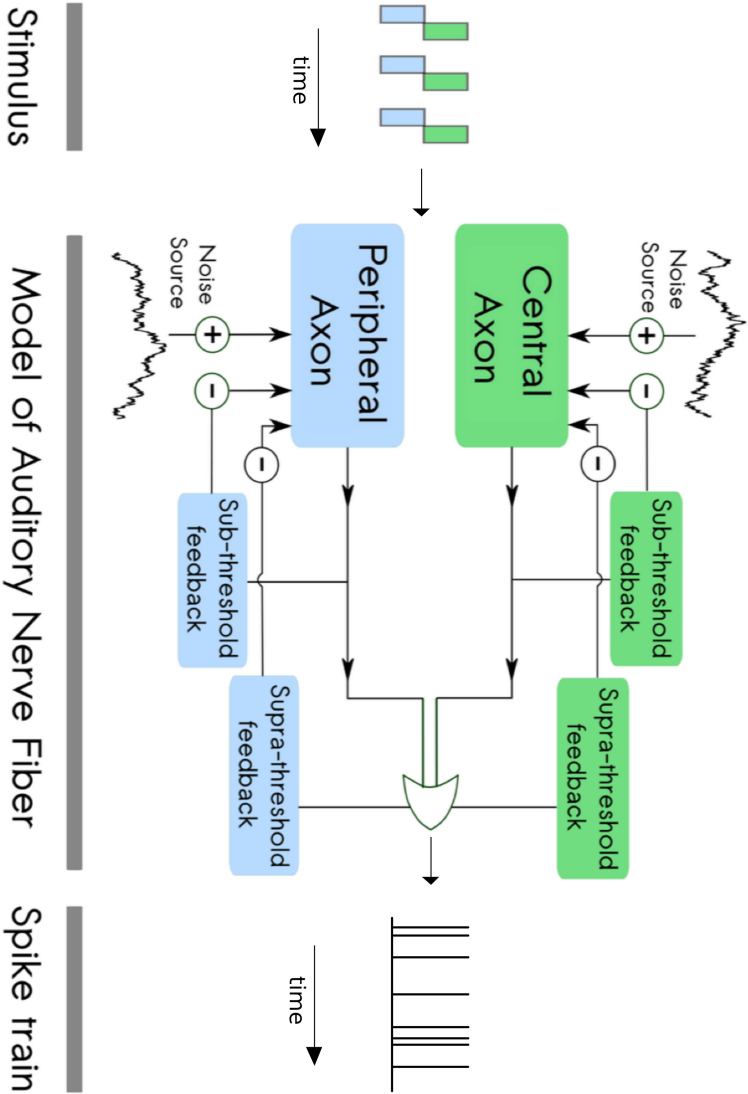 Stimulus
time
Noise
Source
+
-
-
Central
Axon
Sub-threshold
feedback
Supra-threshold
feedback
Peripheral
Axon
Noise
Source
+
-
-
Sub-threshold
feedback
Supra-threshold
feedback
time
Model of Auditory Nerve Fiber
Spike train